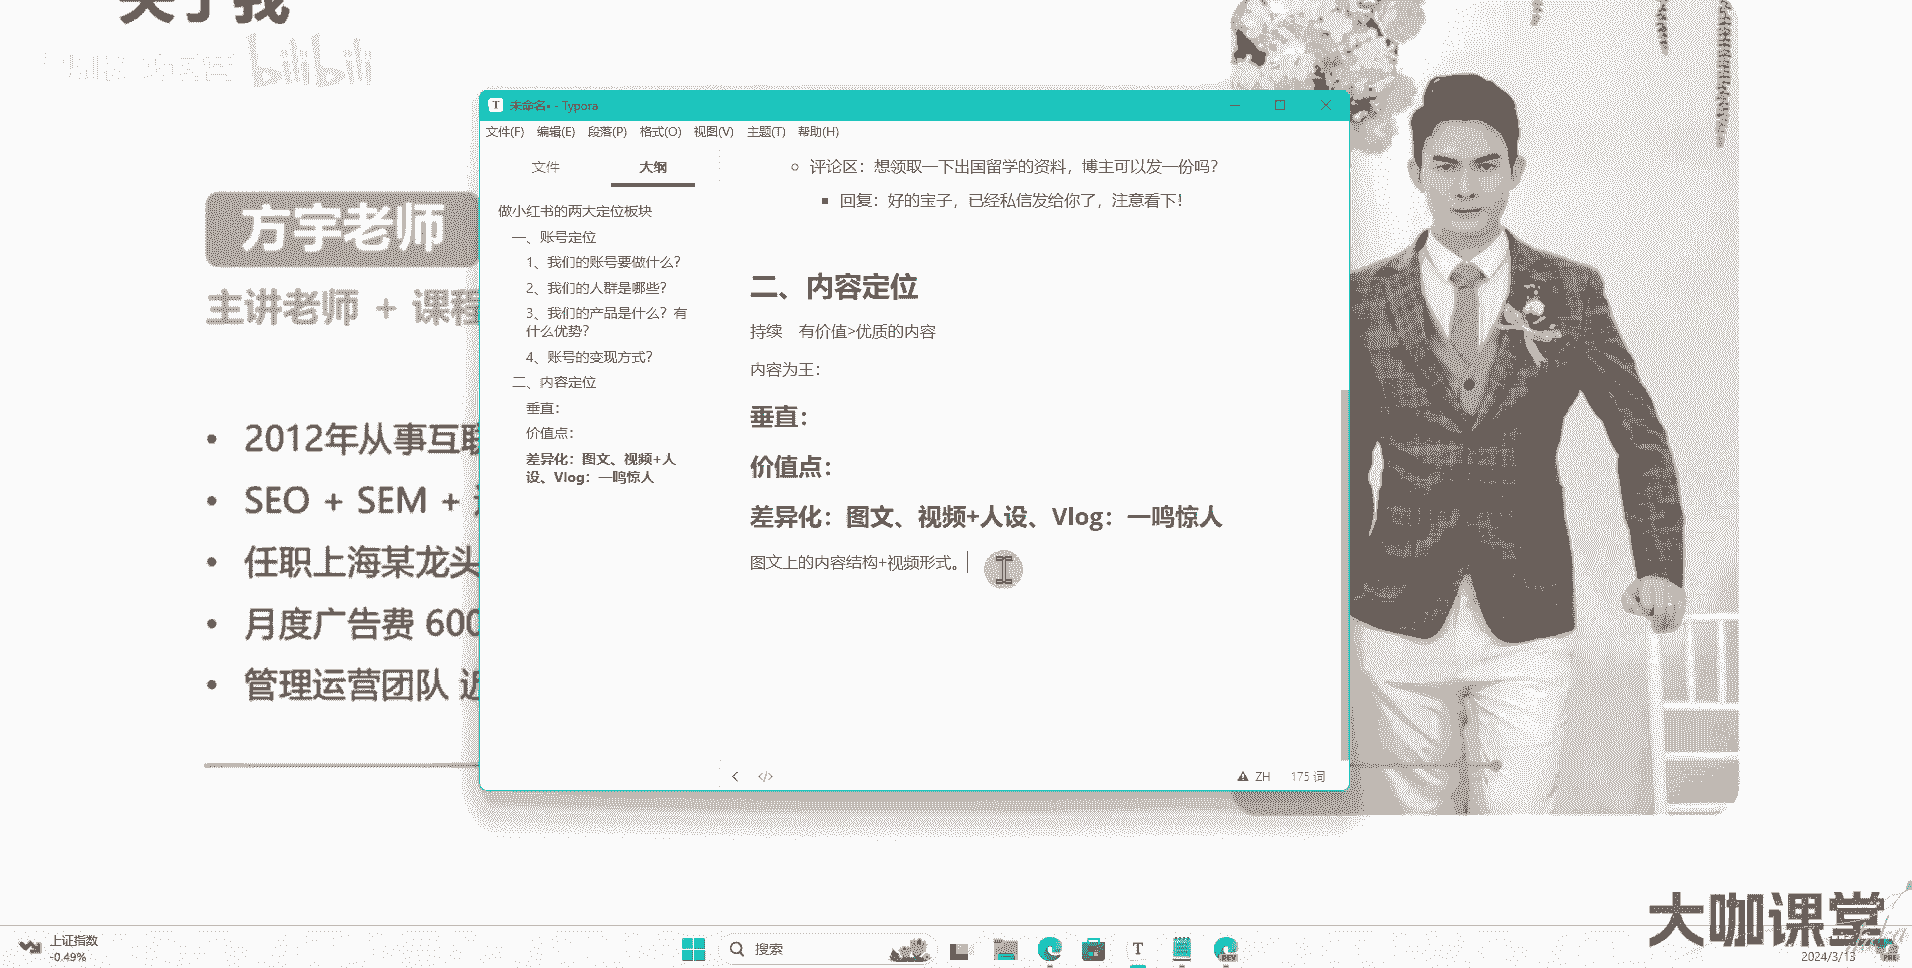 关于我
bilibili
方宇老师
主讲老师 + 课程
2012年从事互联
SEO + SEM +
任职上海某龙头
月度广告费 600
管理运营团队 近
未命名• - Typora
文件(F) 编辑(E) 段落(P) 格式(O) 视图(V) 主题(T) 帮助(H)
文件 大纲
做小红书的两大定位板块
一、账号定位
1、我们的账号要做什么？
2、我们的人群是哪些？
3、我们的产品是什么？有
什么优势？
4、账号的变现方式？
二、内容定位
垂直：
价值点：
差异化：图文、视频+人
设、Vlog：一鸣惊人
评论区：想领取一下出国留学的资料，博主可以发一份吗？
回复：好的宝子，已经私信发给你了，注意看下！
二、内容定位
持续 有价值>优质的内容
内容为王：
垂直：
价值点：
差异化：图文、视频+人设、Vlog：一鸣惊人
图文上的内容结构+视频形式。
ZH 175 词
大咖课堂
上证指数
-0.49%
搜索
2024/3/13